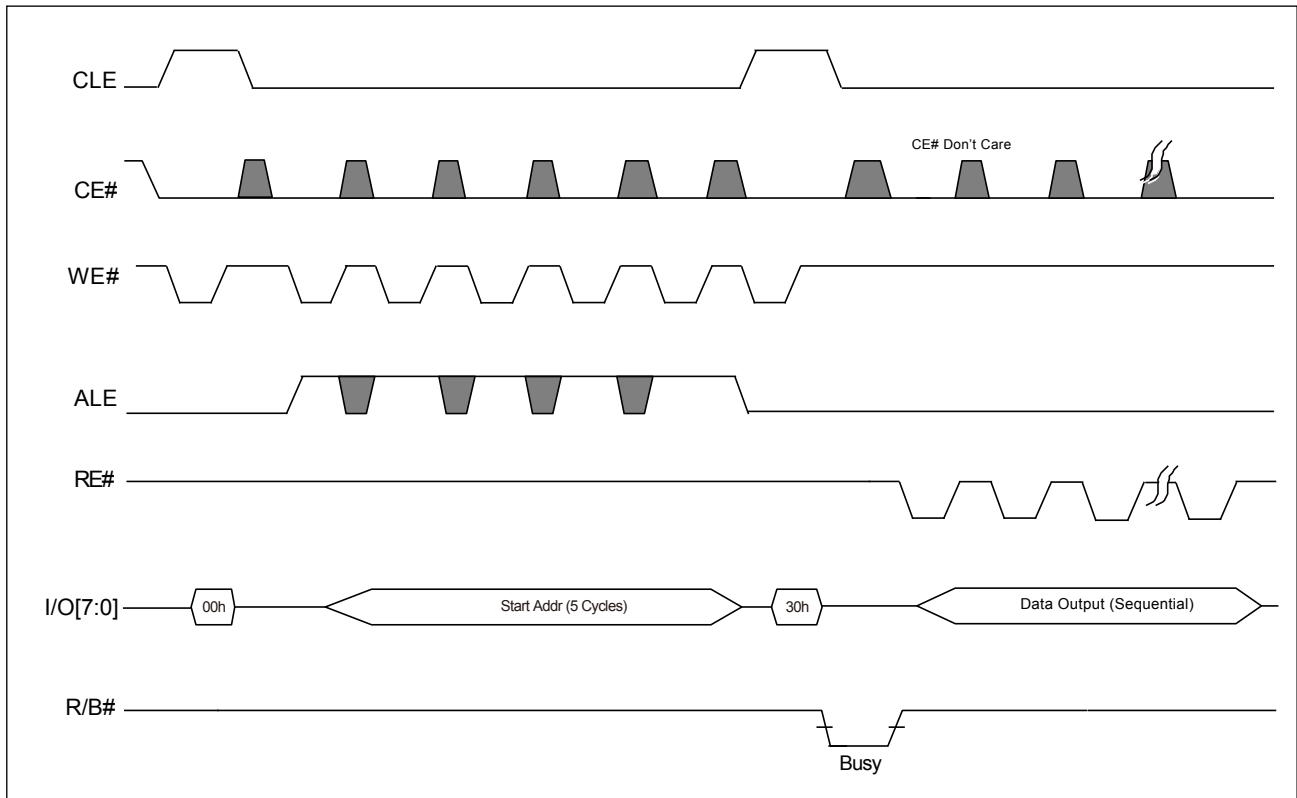 CLE
CE# Don't Care
CE#
WE#
ALE
RE#
I/O[7:0]
00h
Start Addr (5 Cycles)
30h
Data Output (Sequential)
R/B#
Busy